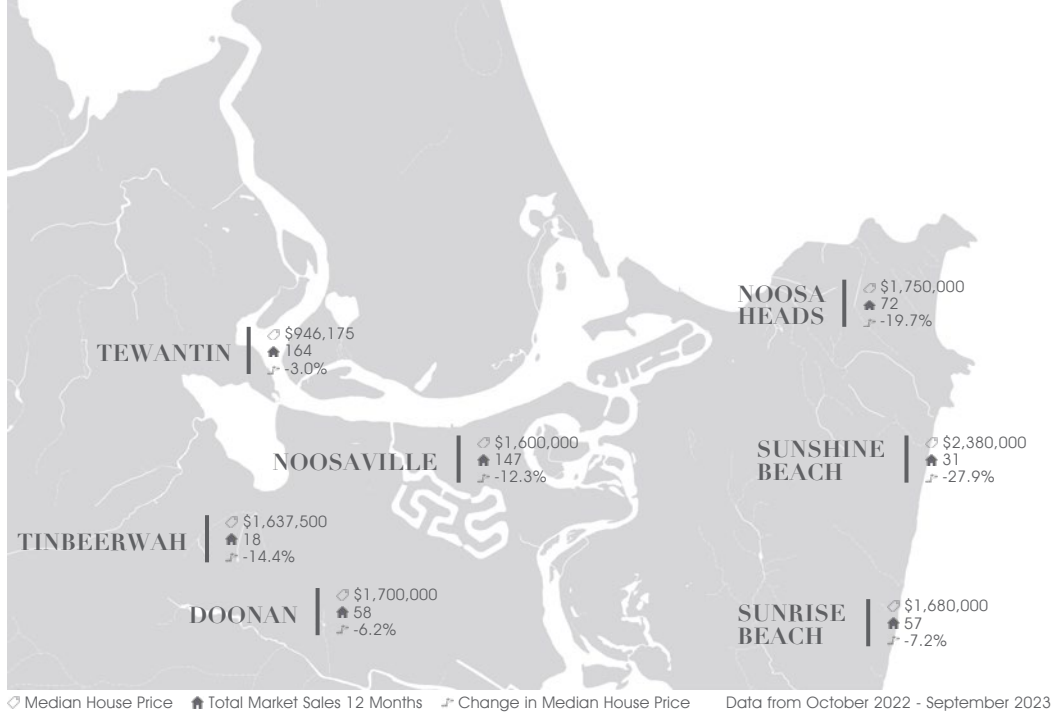 NOOSA
HEADS
$1,750,000
72
-19.7%
TEWANTIN
$946,175
164
-3.0%
NOOSAVILLE
$1,600,000
147
-12.3%
SUNSHINE
BEACH
$2,380,000
31
-27.9%
TINBEERWAH
$1,637,500
18
-14.4%
DOONAN
$1,700,000
58
-6.2%
SUNRISE
BEACH
$1,680,000
57
-7.2%
Median House Price Total Market Sales 12 Months Change in Median House Price Data from October 2022 - September 2023